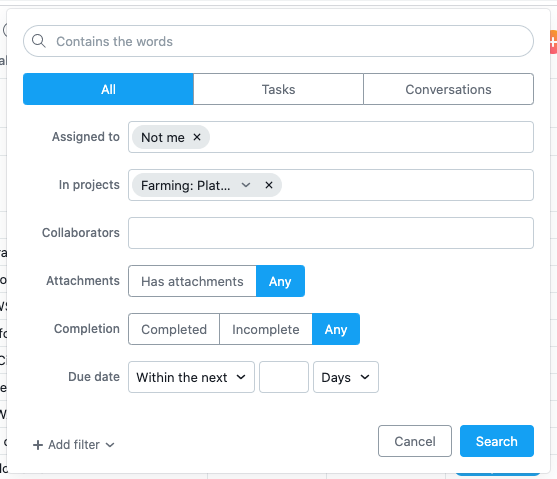 Contains the words
All Tasks Conversations
Assigned to Not me ×
In projects Farming: Plat... ×
Collaborators
Attachments Has attachments Any
Completion Completed Incomplete Any
Due date Within the next Days
+ Add filter Cancel Search